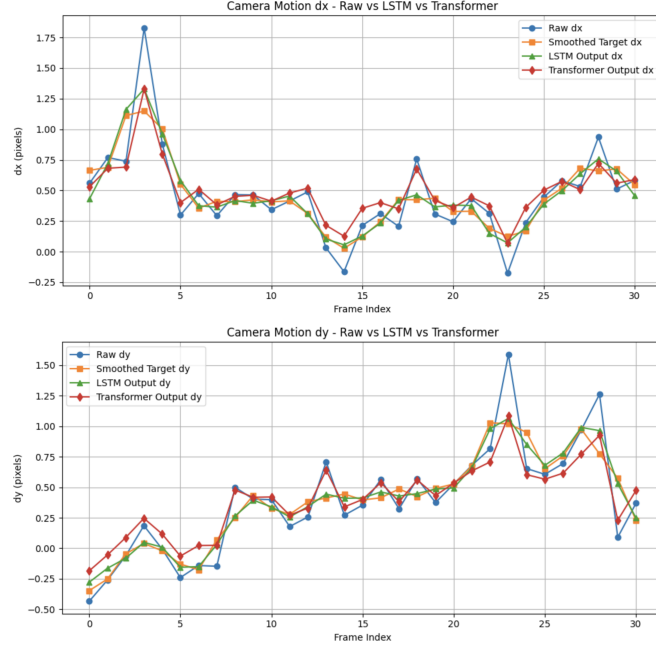 Camera Motion dx - Raw vs LSTM vs Transformer
Raw dx
Smoothed Target dx
LSTM Output dx
Transformer Output dx
dx (pixels)
1.75
1.50
1.25
1.00
0.75
0.50
0.25
0.00
−0.25
0 5 10 15 20 25 30
Frame Index
Camera Motion dy - Raw vs LSTM vs Transformer
Raw dy
Smoothed Target dy
LSTM Output dy
Transformer Output dy
dy (pixels)
1.50
1.25
1.00
0.75
0.50
0.25
0.00
−0.25
−0.50
0 5 10 15 20 25 30
Frame Index